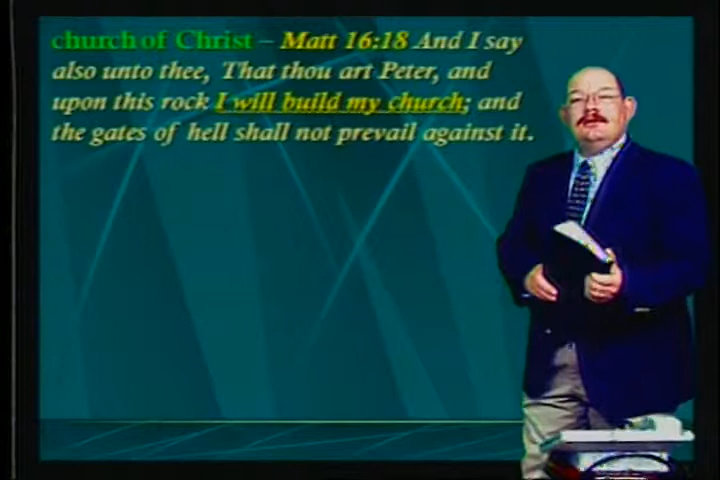 church of Christ – Matt 16:18 And I say
also unto thee, That thou art Peter, and
upon this rock I will build my church; and
the gates of hell shall not prevail against it.